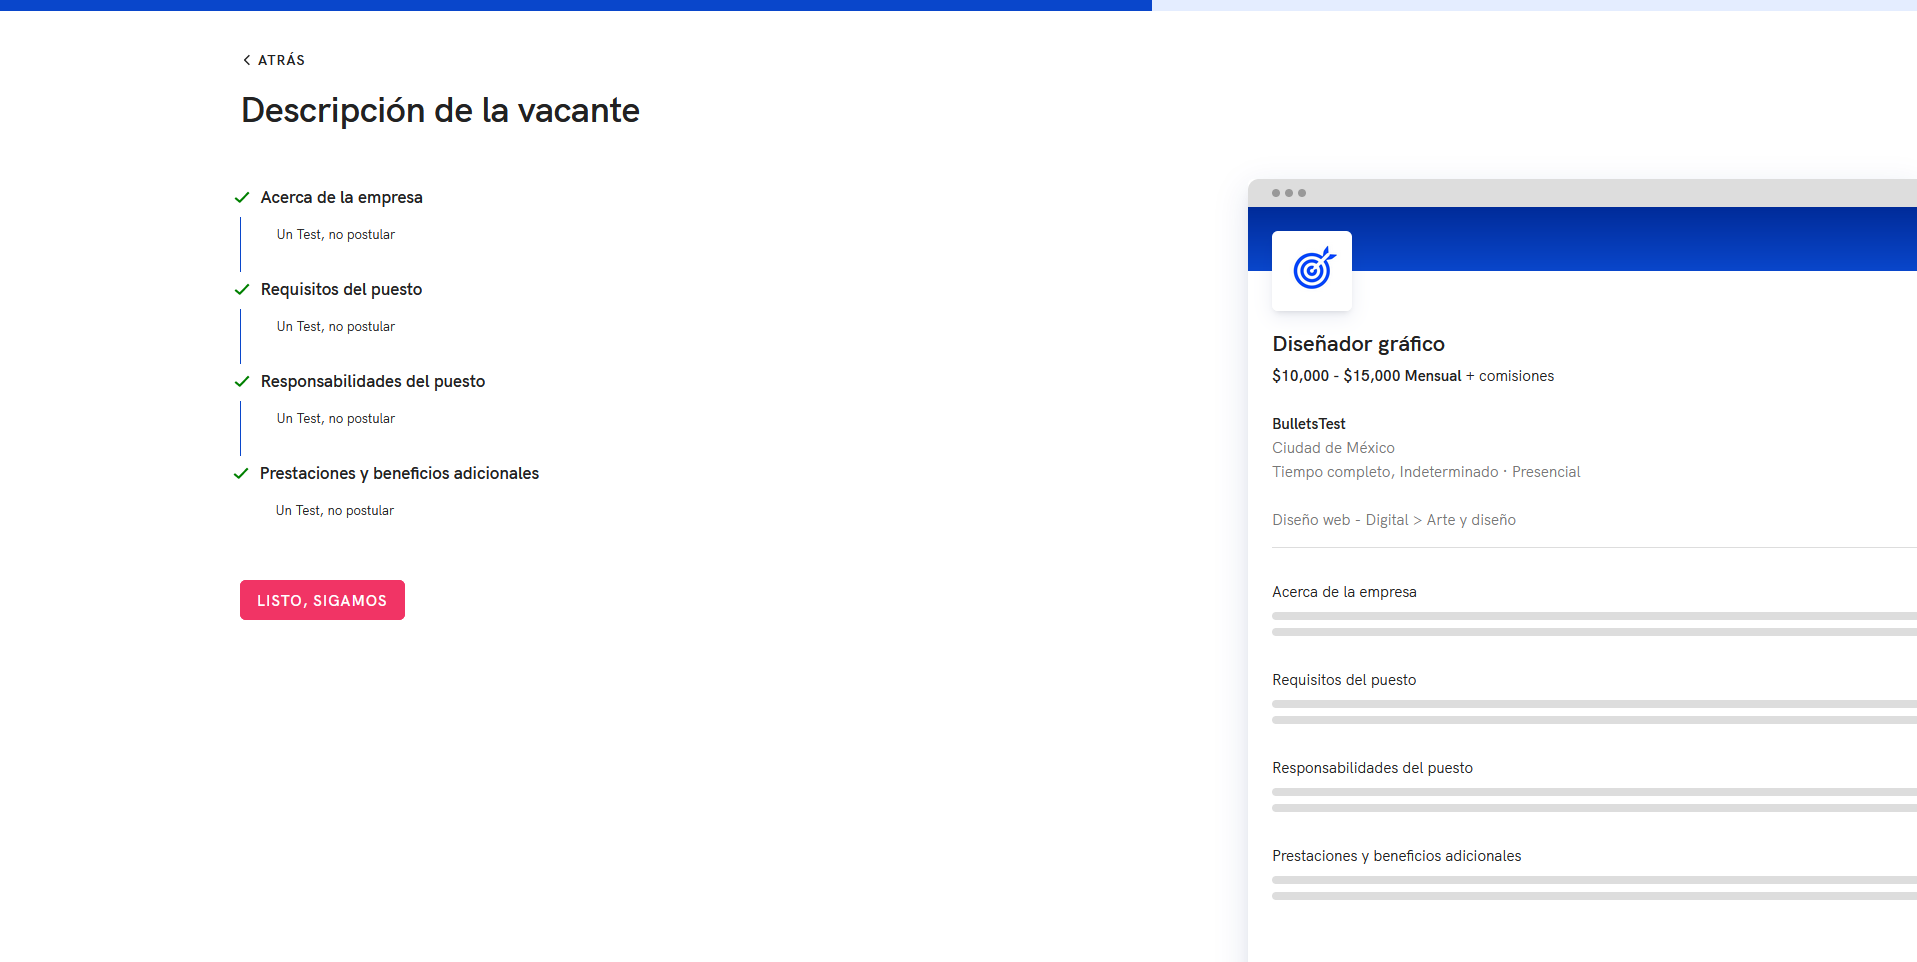 ATRÁS
Descripción de la vacante
Acerca de la empresa
Un Test, no postular
Requisitos del puesto
Un Test, no postular
Responsabilidades del puesto
Un Test, no postular
Prestaciones y beneficios adicionales
Un Test, no postular
LISTO, SIGAMOS
Diseñador gráfico
$10,000 - $15,000 Mensual + comisiones
BulletsTest
Ciudad de México
Tiempo completo, Indeterminado · Presencial
Diseño web - Digital > Arte y diseño
Acerca de la empresa
Requisitos del puesto
Responsabilidades del puesto
Prestaciones y beneficios adicionales